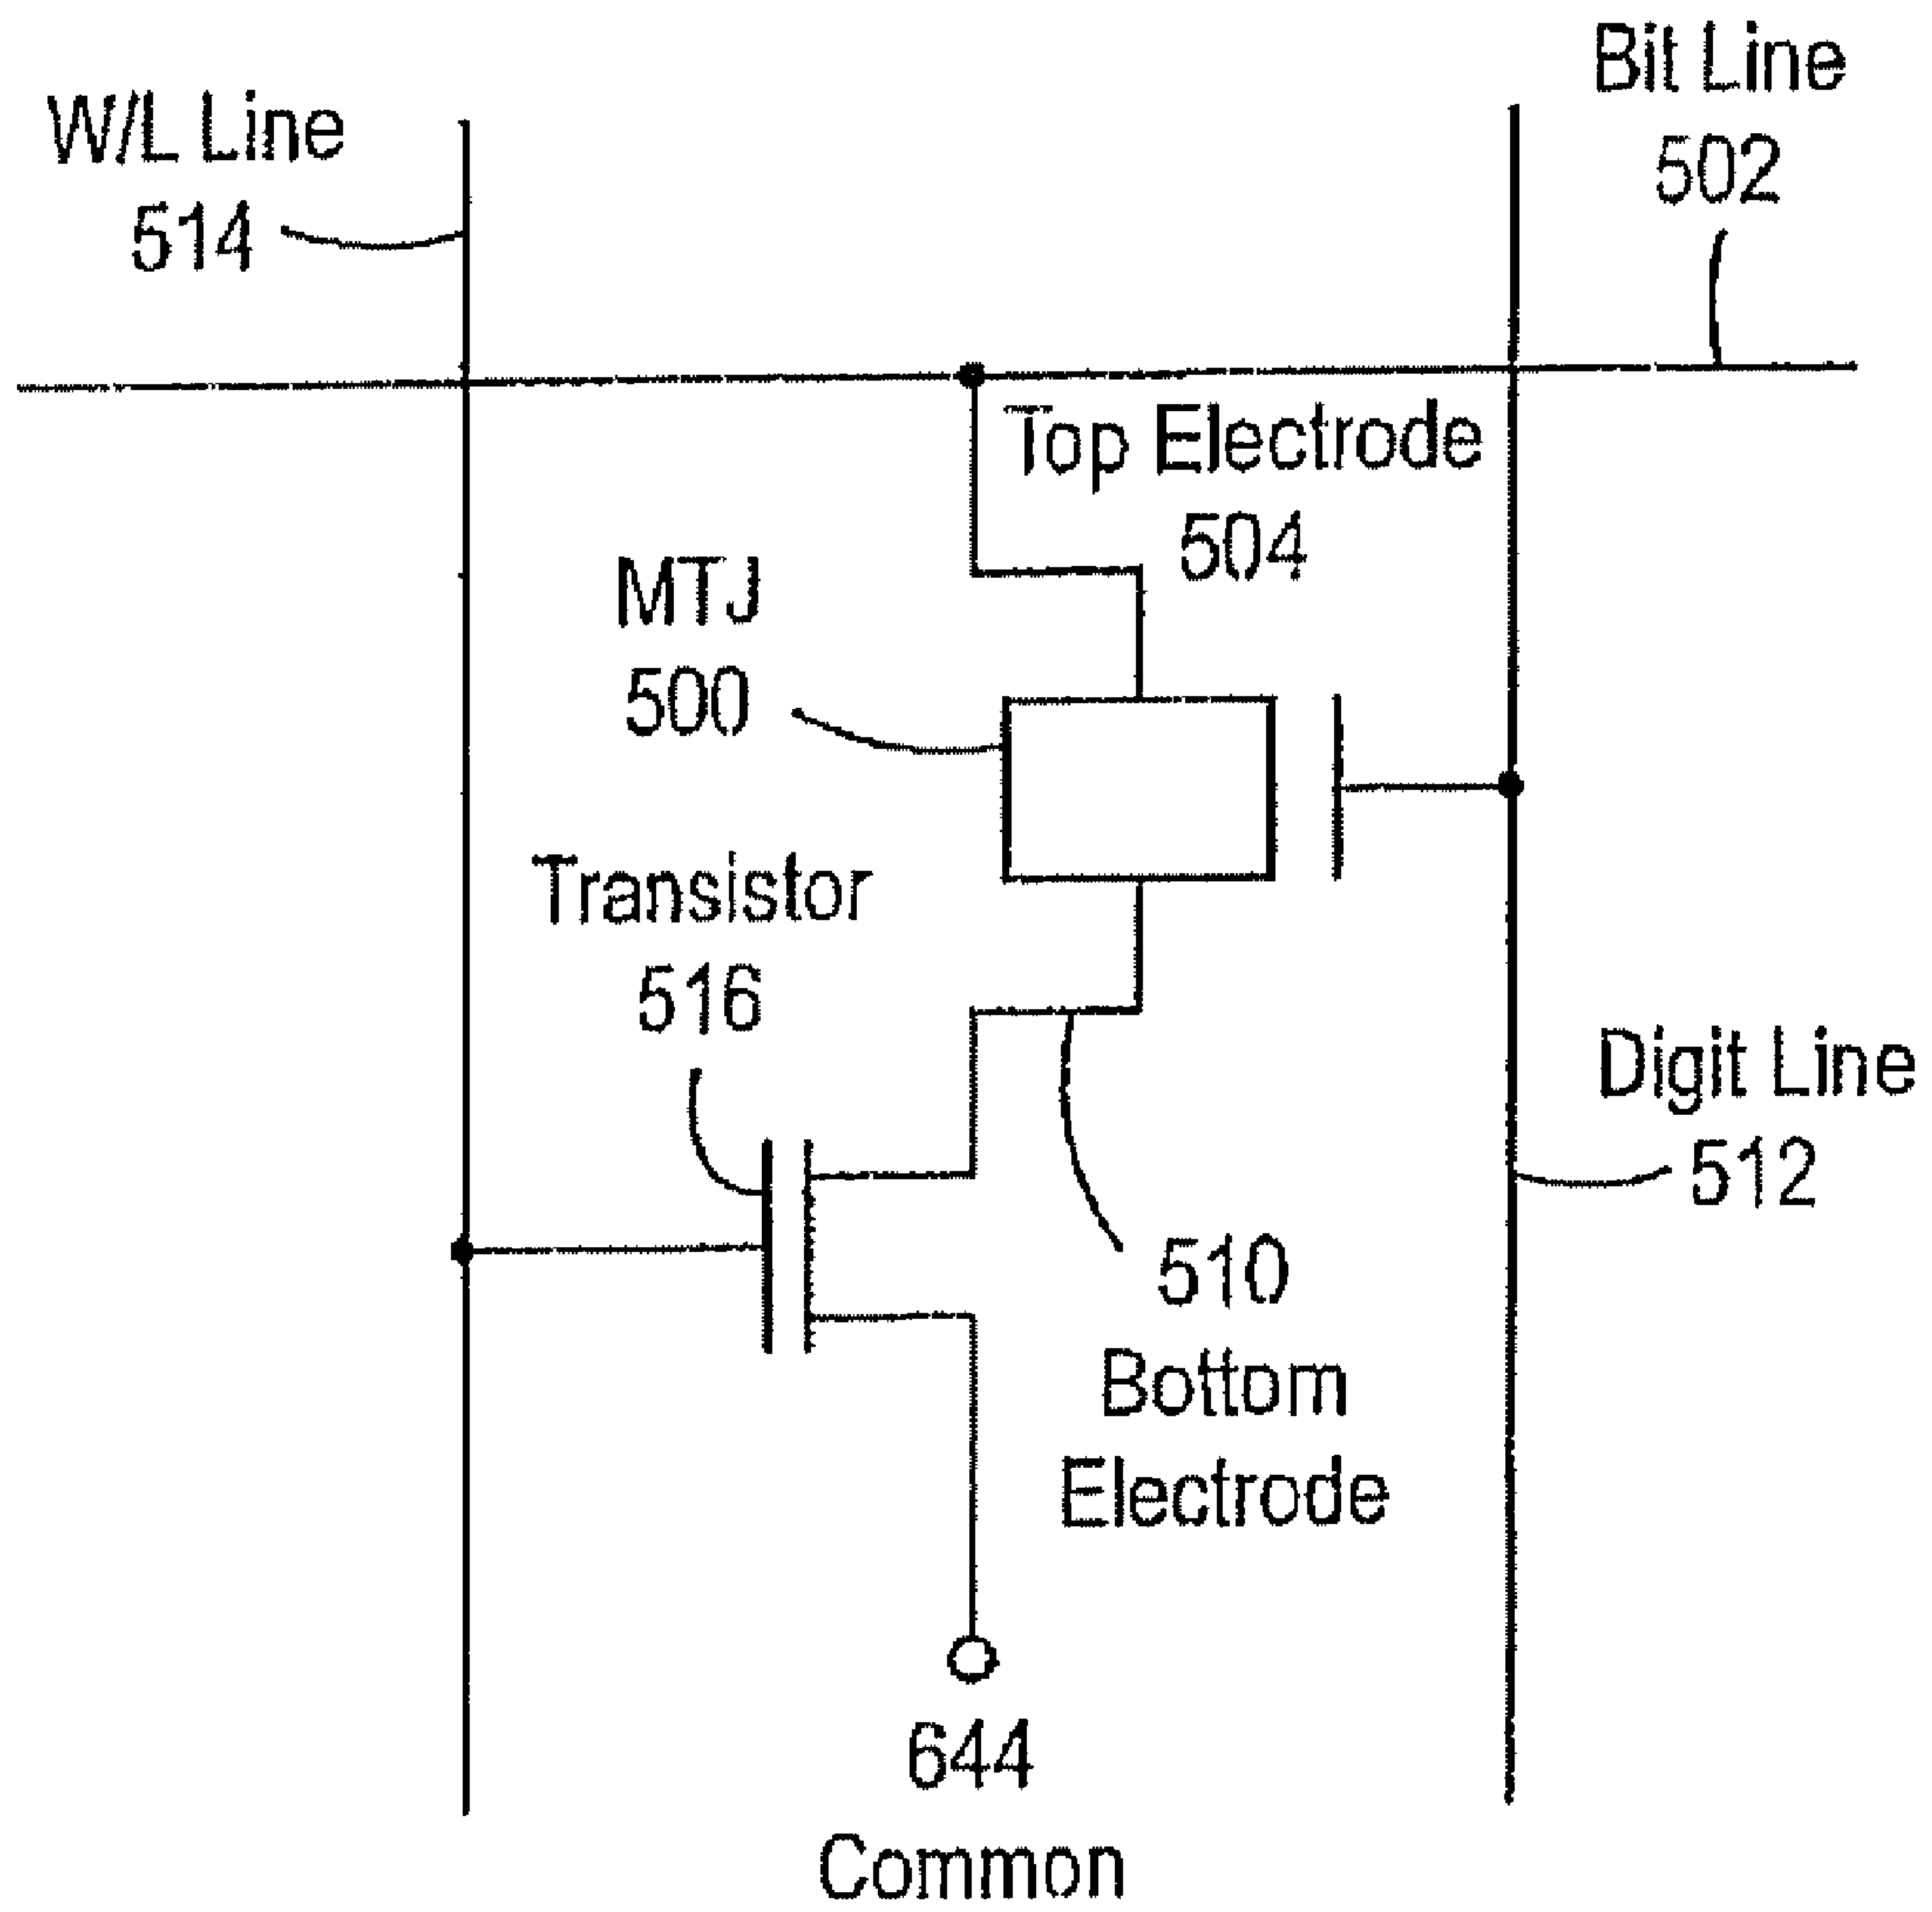 Bit Line
502
W/L Line
514
Top Electrode
504
MTJ
500
Transistor
516
Digit Line
512
510
Bottom
Electrode
644
Common